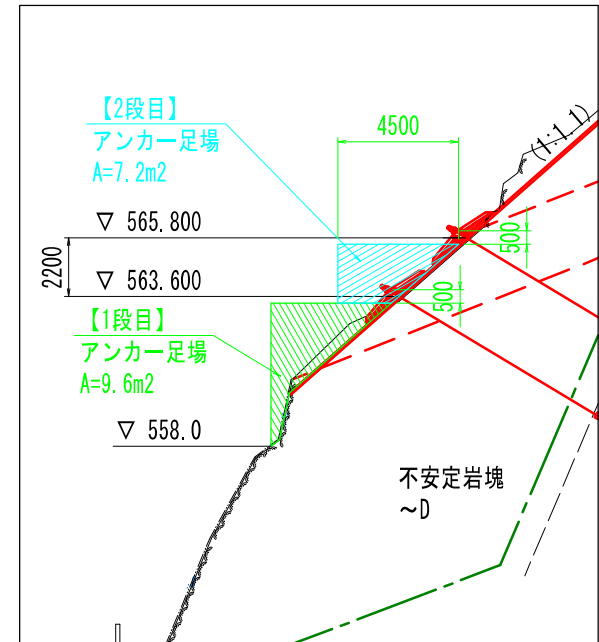 【2段目】
アンカー足場
A=7.2m2
4500
(1:1.1)
▽ 565.800
500
2200
▽ 563.600
500
【1段目】
アンカー足場
A=9.6m2
▽ 558.0
不安定岩塊
~D